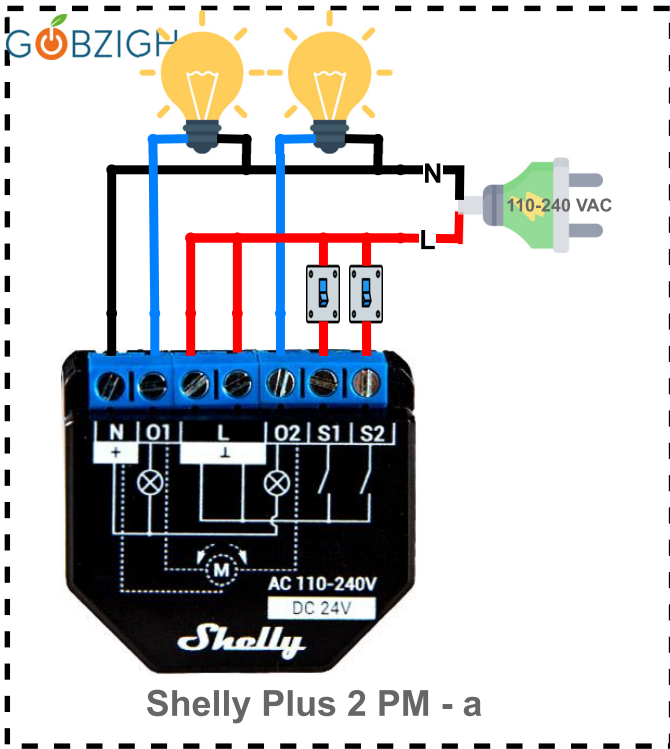 GOBZIGH
N
110-240 VAC
L
N O1 L O2 S1 S2
+ ⊥
M
AC 110-240V
DC 24V
Shelly
Shelly Plus 2 PM - a